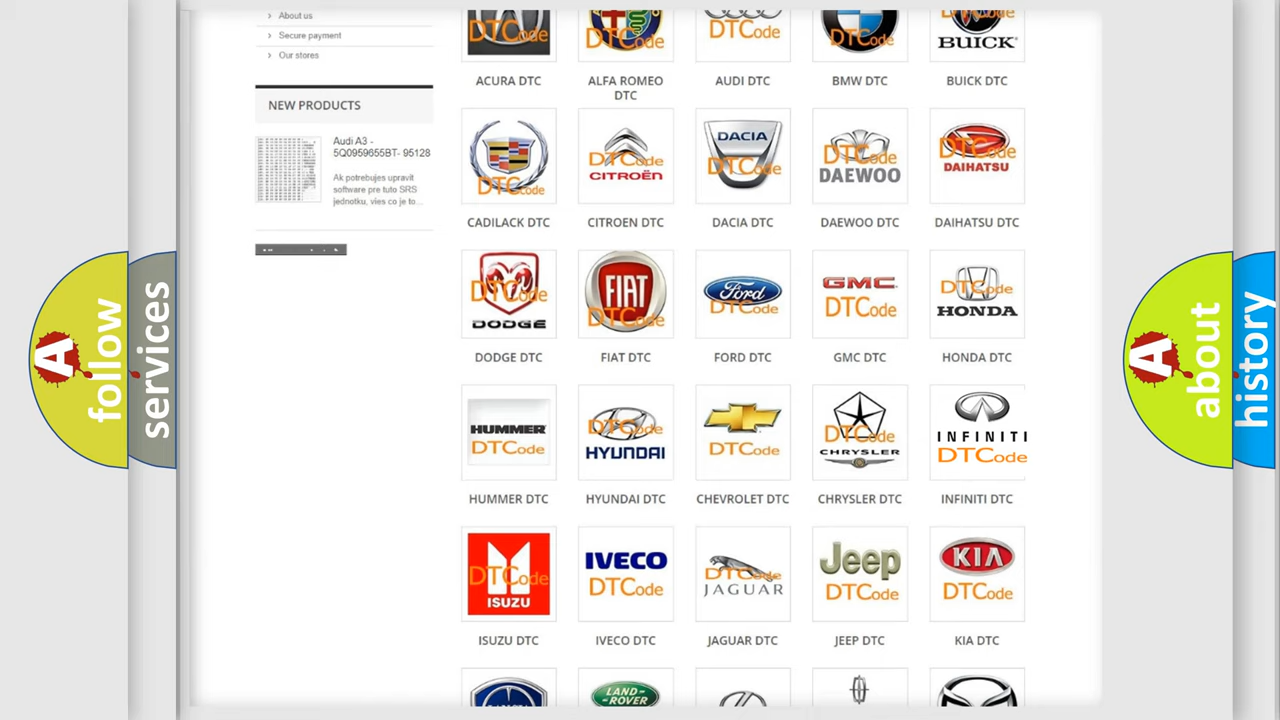 About us
Secure payment
Our stores
NEW PRODUCTS
Audi A3 -
5Q0959655BT- 95128
Ak potrebujes upravit
software pre tuto SRS
jednotku, vies co je to...
DTCode
DTCode
DTCode
DTCode
BUICK
ACURA DTC
ALFA ROMEO
DTC
AUDI DTC
BMW DTC
BUICK DTC
DTCode
DTCode
CITROËN
DACIA
DTCode
DTCode
DAEWOO
DTCode
DAIHATSU
CADILACK DTC
CITROEN DTC
DACIA DTC
DAEWOO DTC
DAIHATSU DTC
DTCode
DODGE
FIAT
DTCode
Ford
DTCode
GMC
DTCode
DTCode
HONDA
DODGE DTC
FIAT DTC
FORD DTC
GMC DTC
HONDA DTC
HUMMER
DTCode
DTCode
HYUNDAI
DTCode
DTCode
CHRYSLER
INFINITI
DTCode
HUMMER DTC
HYUNDAI DTC
CHEVROLET DTC
CHRYSLER DTC
INFINITI DTC
DTCode
ISUZU
IVECO
DTCode
DTCode
JAGUAR
Jeep
DTCode
KIA
DTCode
ISUZU DTC
IVECO DTC
JAGUAR DTC
JEEP DTC
KIA DTC
LAND-
ROVER
A
follow
services
A
about
history